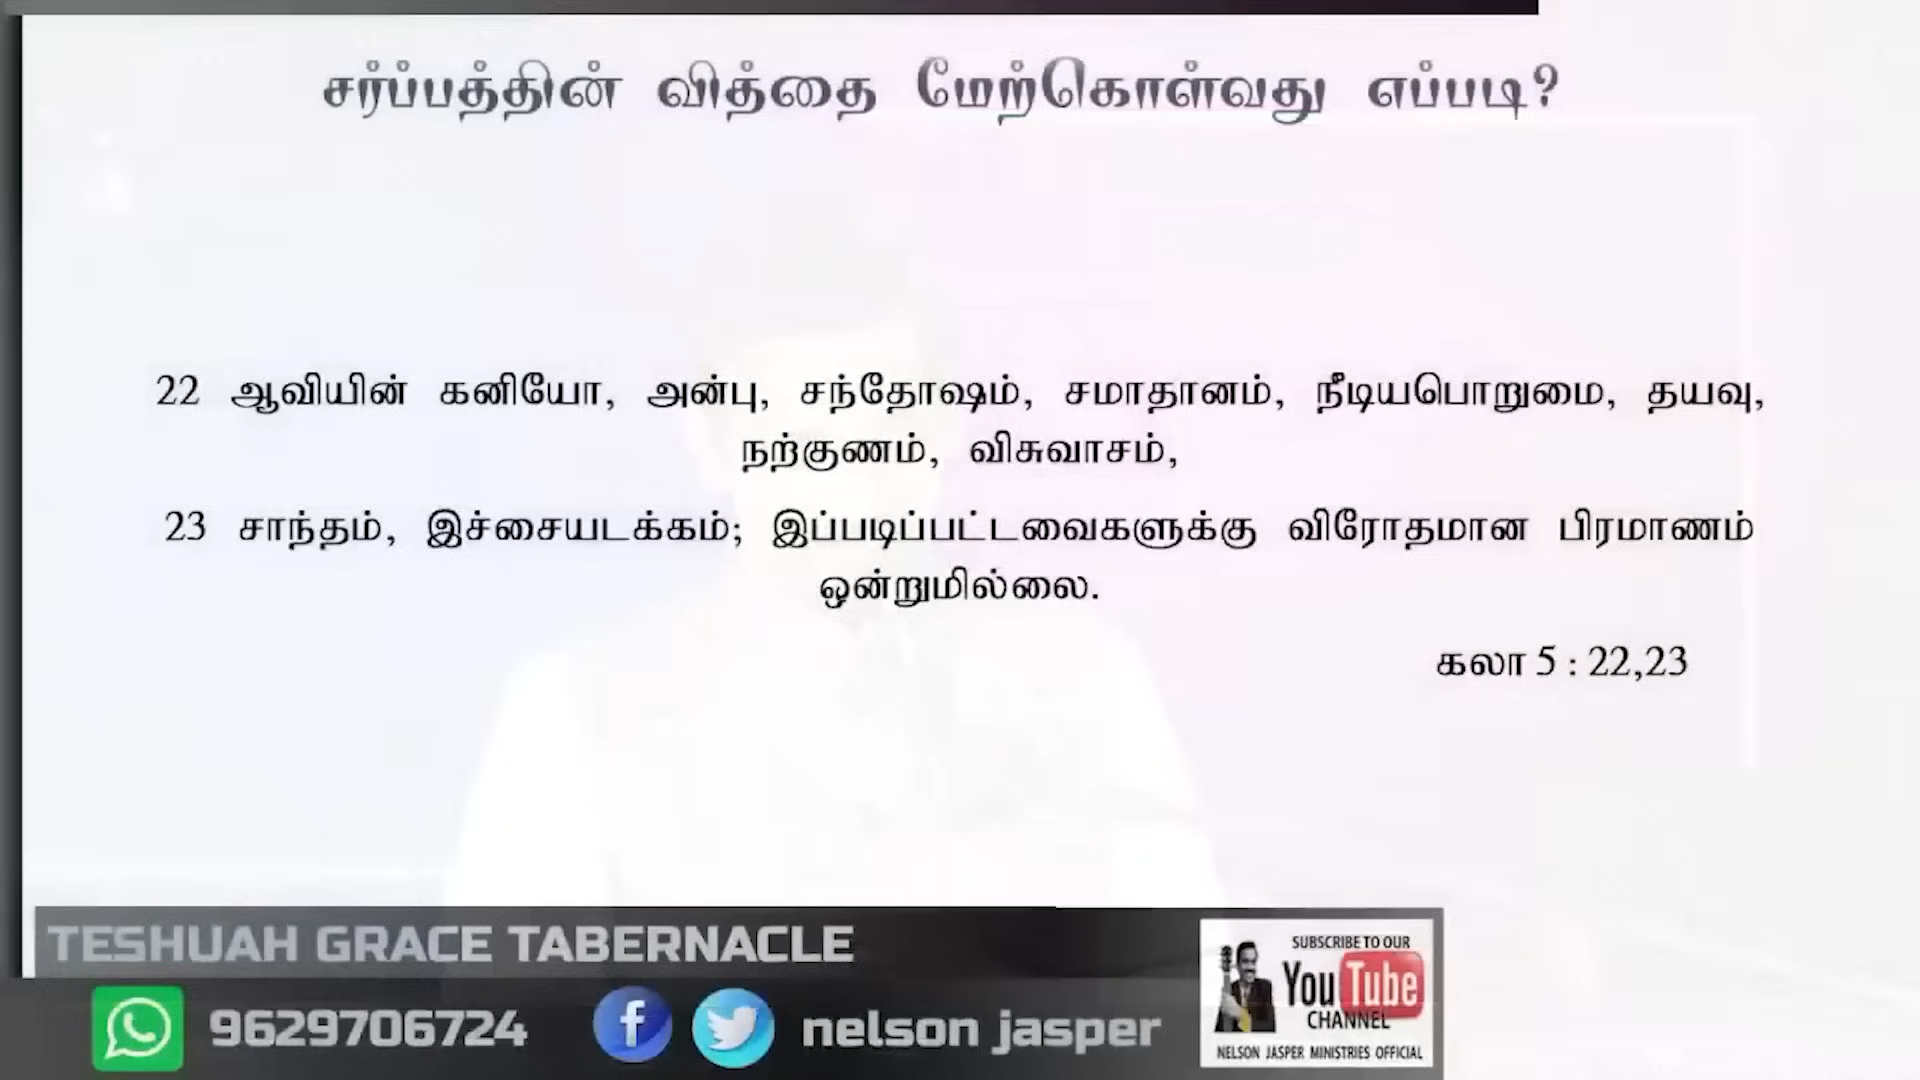 சர்ப்பத்தின் வித்தை மேற்கொள்வது எப்படி?
22 ஆவியின் கனியோ, அன்பு, சந்தோஷம், சமாதானம், நீடியபொறுமை, தயவு,
நற்குணம், விசுவாசம்,
23 சாந்தம், இச்சையடக்கம்; இப்படிப்பட்டவைகளுக்கு விரோதமான பிரமாணம்
ஒன்றுமில்லை.
கலா 5 : 22,23
TESHUAH GRACE TABERNACLE
9629706724 nelson jasper
SUBSCRIBE TO OUR
YouTube
CHANNEL
NELSON JASPER MINISTRIES OFFICIAL